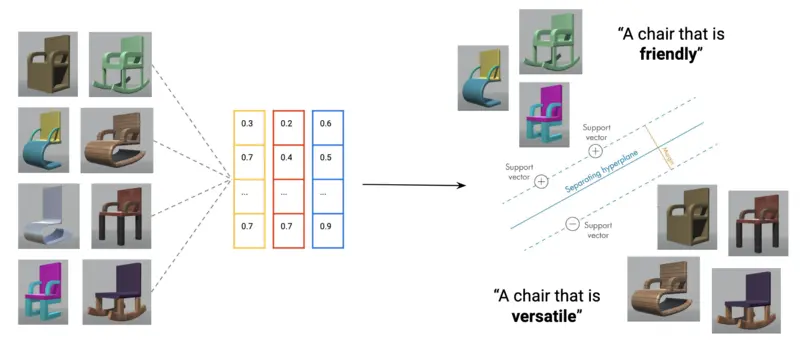 0.3
0.2
0.6
0.7
0.4
0.5
...
...
...
0.7
0.7
0.9
“A chair that is
friendly”
Support
vector
Support
vector
Separating hyperplane
Margin
Support
vector
“A chair that is
versatile”